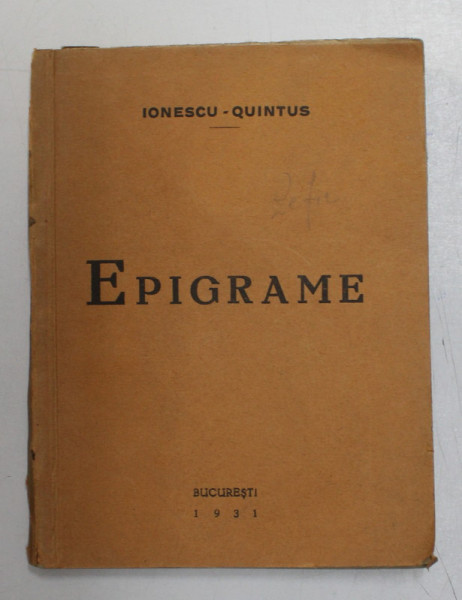 IONESCU - QUINTUS
EPIGRAME
BUCUREŞTI
1931